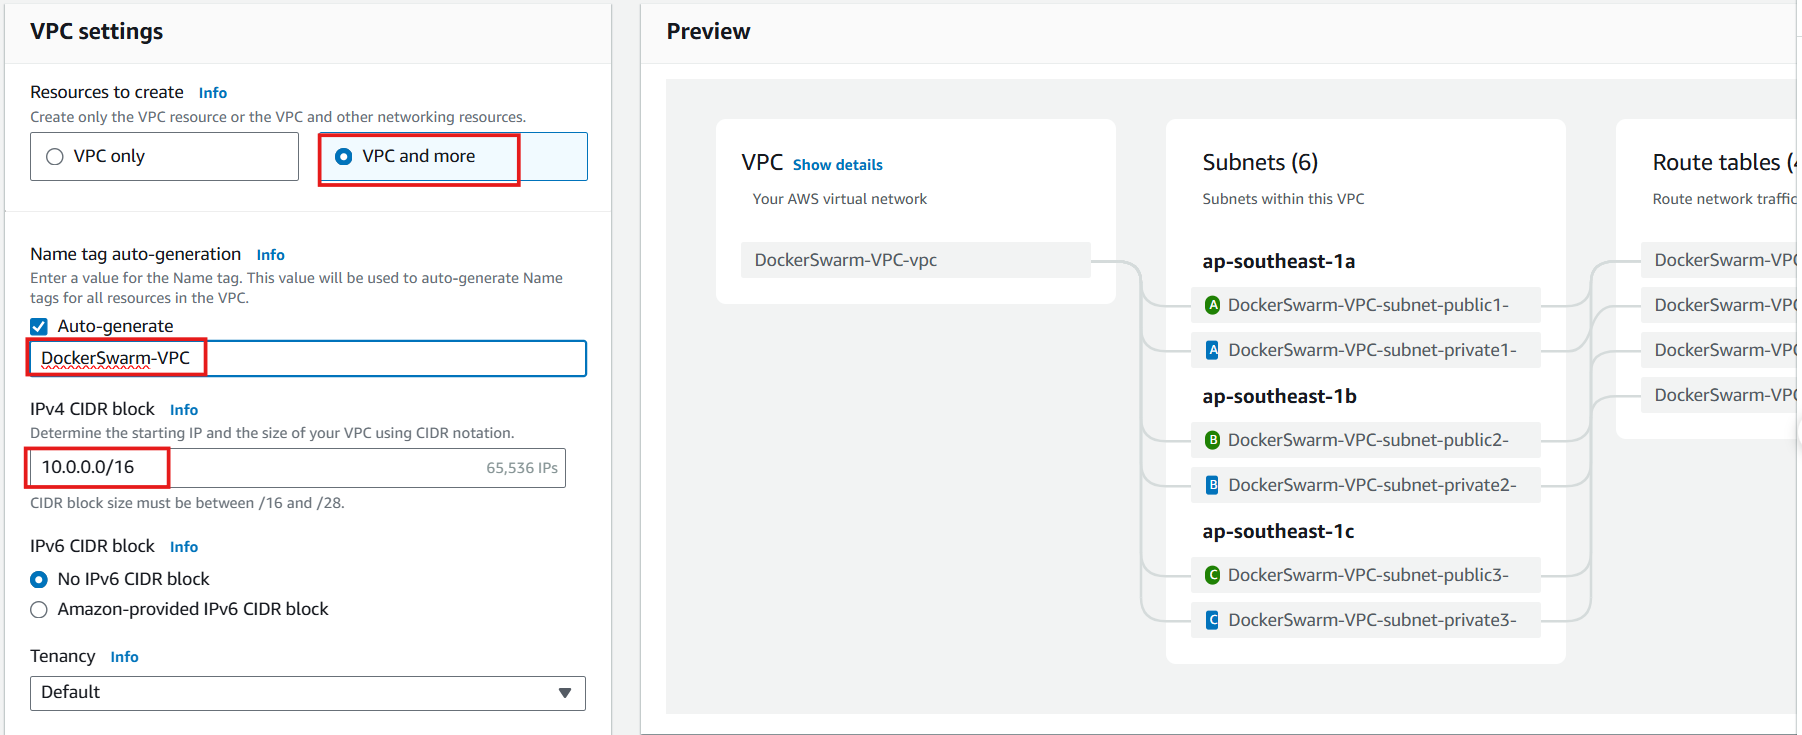 VPC settings
Resources to create Info
Create only the VPC resource or the VPC and other networking resources.
VPC only
VPC and more
Name tag auto-generation Info
Enter a value for the Name tag. This value will be used to auto-generate Name
tags for all resources in the VPC.
Auto-generate
DockerSwarm-VPC
IPv4 CIDR block Info
Determine the starting IP and the size of your VPC using CIDR notation.
10.0.0.0/16 65,536 IPs
CIDR block size must be between /16 and /28.
IPv6 CIDR block Info
No IPv6 CIDR block
Amazon-provided IPv6 CIDR block
Tenancy Info
Default
Preview
VPC Show details
Your AWS virtual network
DockerSwarm-VPC-vpc
Subnets (6)
Subnets within this VPC
ap-southeast-1a
A DockerSwarm-VPC-subnet-public1-
A DockerSwarm-VPC-subnet-private1-
ap-southeast-1b
B DockerSwarm-VPC-subnet-public2-
B DockerSwarm-VPC-subnet-private2-
ap-southeast-1c
C DockerSwarm-VPC-subnet-public3-
C DockerSwarm-VPC-subnet-private3-
Route tables (4
Route network traffic
DockerSwarm-VPC
DockerSwarm-VPC
DockerSwarm-VPC
DockerSwarm-VPC